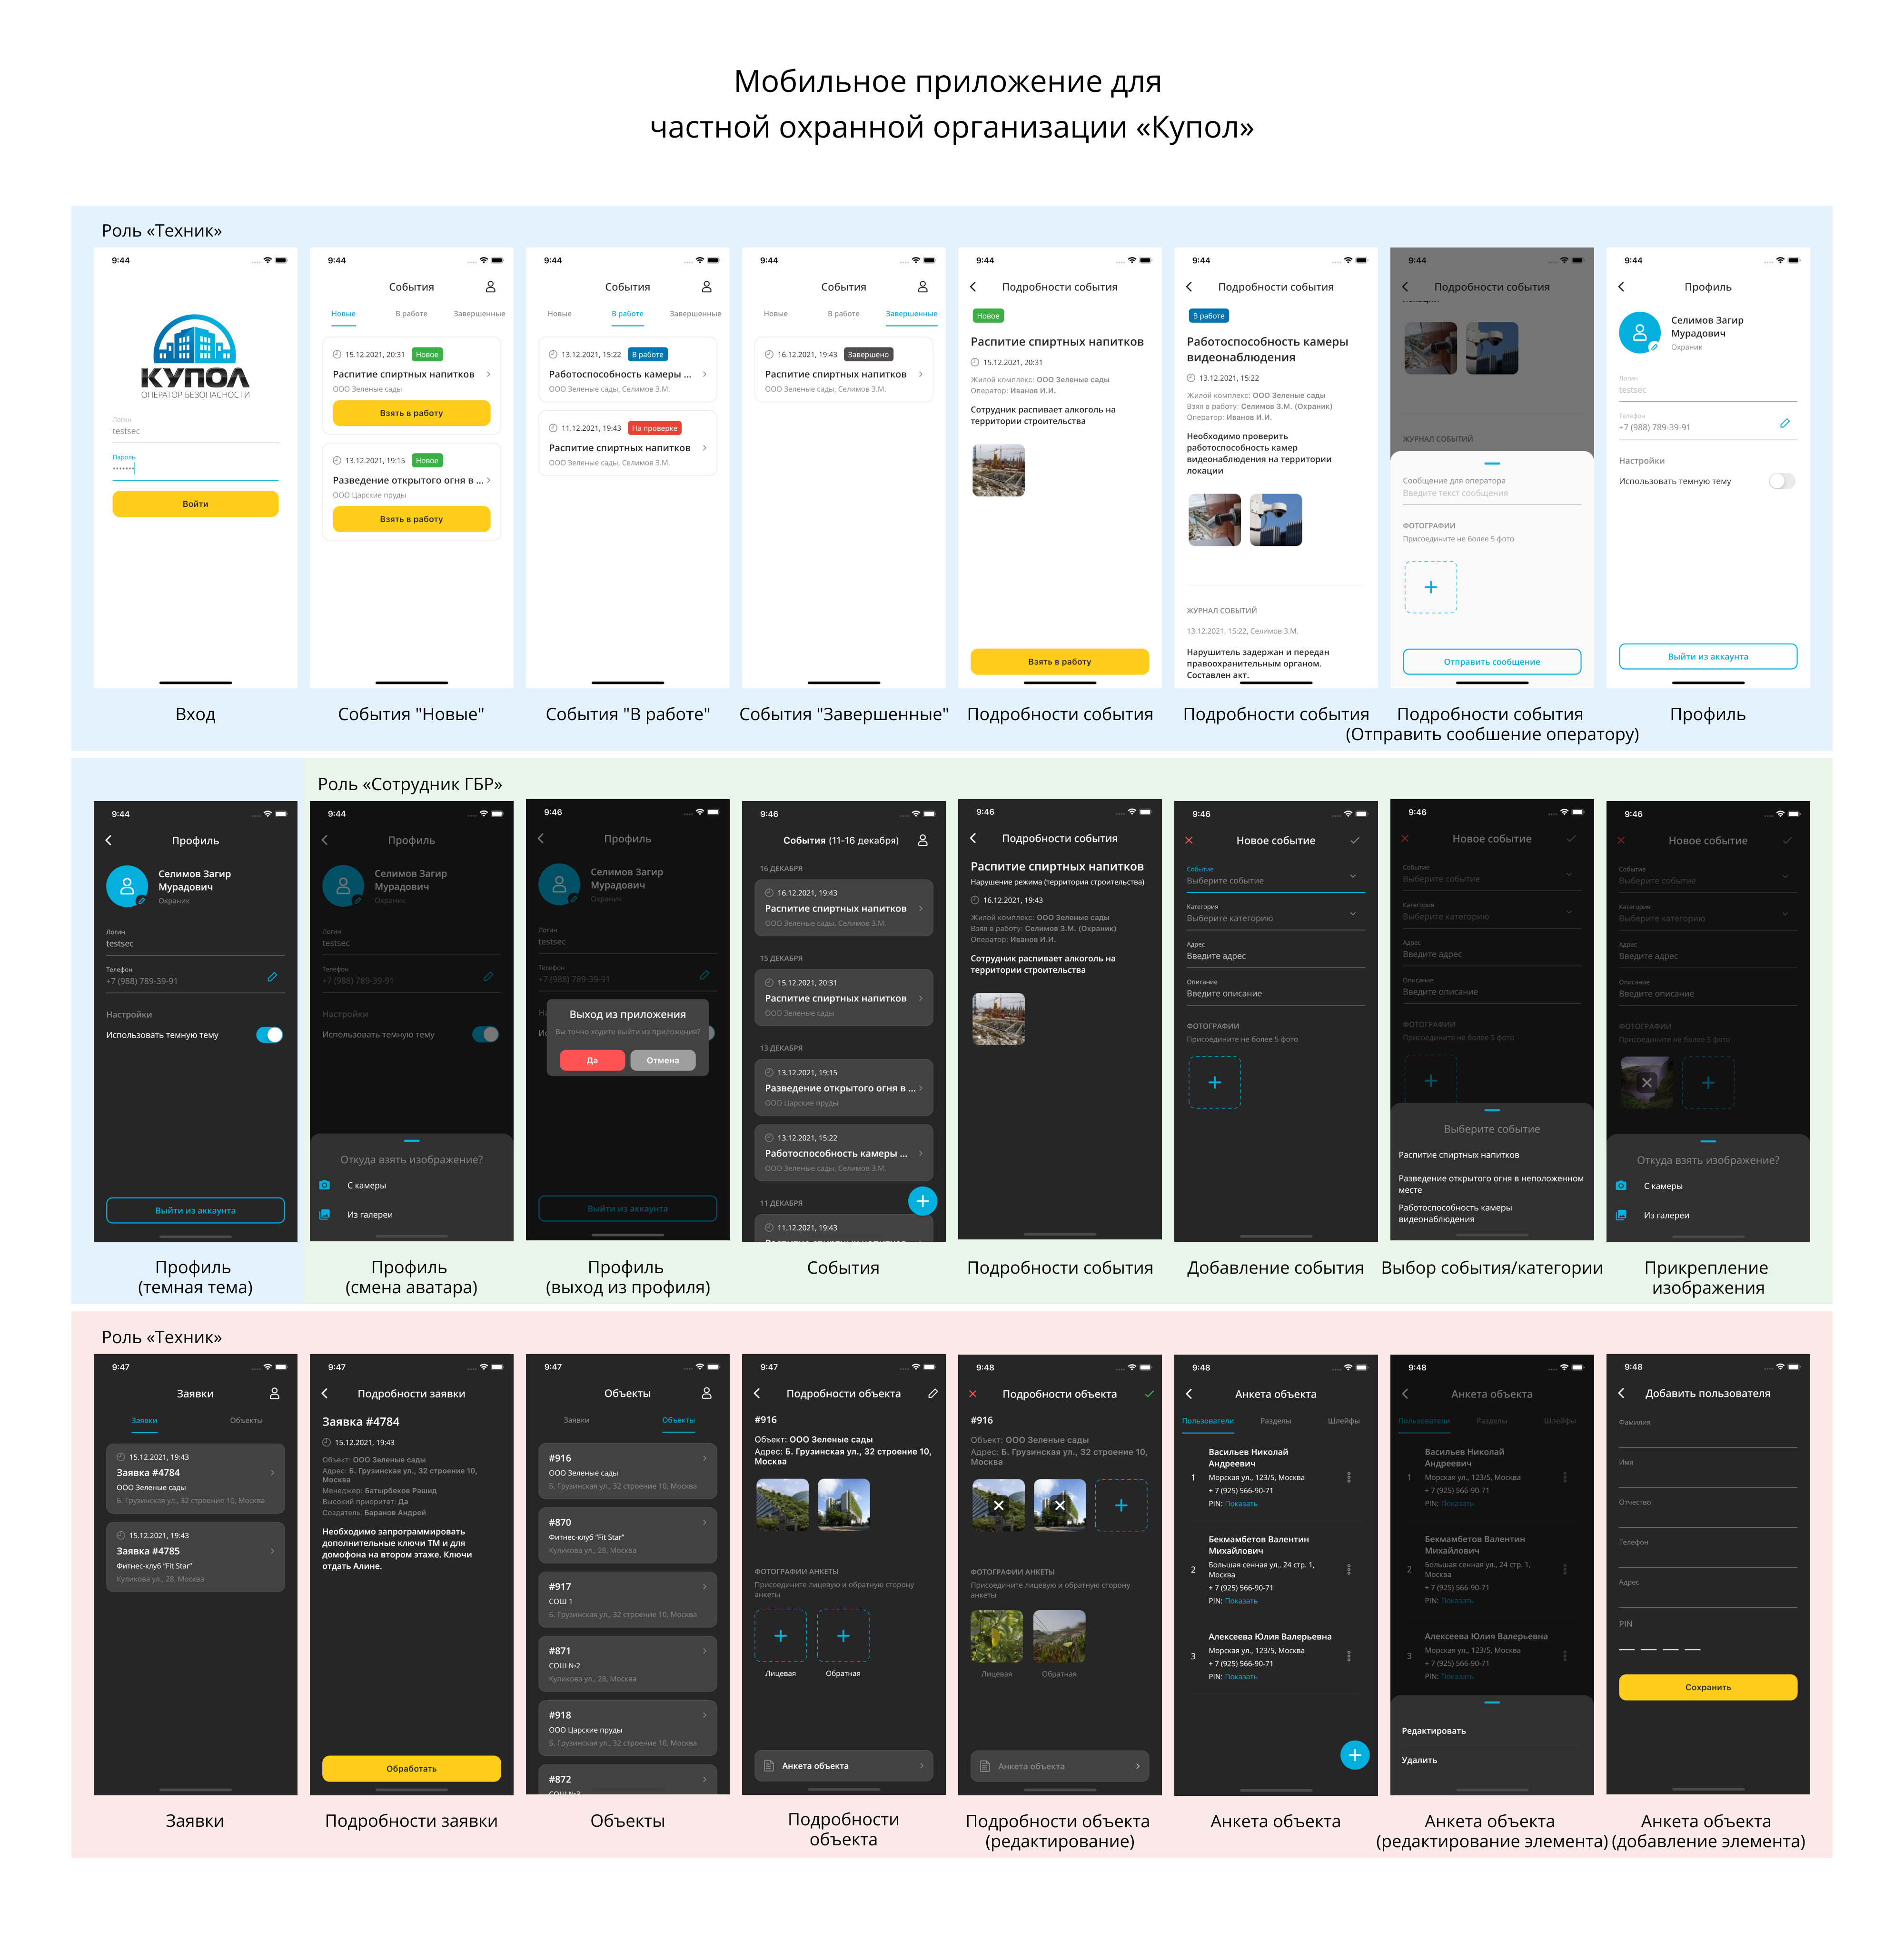 Мобильное приложение для
частной охранной организации «Купол»
Роль «Техник»
9:44
КУПОЛ
ОПЕРАТОР БЕЗОПАСНОСТИ
Логин
testsec
Пароль
•••••••
Войти
Вход
9:44
События
Новые В работе Завершенные
15.12.2021, 20:31 Новое
Распитие спиртных напитков
ООО Зеленые сады
Взять в работу
13.12.2021, 19:15 Новое
Разведение открытого огня в ...
ООО Царские пруды
Взять в работу
События "Новые"
9:44
События
Новые В работе Завершенные
13.12.2021, 15:22 В работе
Работоспособность камеры ...
ООО Зеленые сады, Селимов З.М.
11.12.2021, 19:43 На проверке
Распитие спиртных напитков
ООО Зеленые сады, Селимов З.М.
События "В работе"
9:44
События
Новые В работе Завершенные
16.12.2021, 19:43 Завершено
Распитие спиртных напитков
ООО Зеленые сады, Селимов З.М.
События "Завершенные"
9:44
Подробности события
Новое
Распитие спиртных напитков
15.12.2021, 20:31
Жилой комплекс: ООО Зеленые сады
Оператор: Иванов И.И.
Сотрудник распивает алкоголь на
территории строительства
Взять в работу
Подробности события
9:44
Подробности события
В работе
Работоспособность камеры
видеонаблюдения
13.12.2021, 15:22
Жилой комплекс: ООО Зеленые сады
Взял в работу: Селимов З.М. (Охраник)
Оператор: Иванов И.И.
Необходимо проверить
работоспособность камер
видеонаблюдения на территории
локации
ЖУРНАЛ СОБЫТИЙ
13.12.2021, 15:22, Селимов З.М.
Нарушитель задержан и передан
правоохранительным органом.
Составлен акт.
Подробности события
9:44
Подробности события
ЖУРНАЛ СОБЫТИЙ
Сообщение для оператора
Введите текст сообщения
ФОТОГРАФИИ
Присоедините не более 5 фото
Отправить сообщение
Подробности события
(Отправить сообшение оператору)
9:44
Профиль
Селимов Загир
Мурадович
Охраник
Логин
testsec
Телефон
+7 (988) 789-39-91
Настройки
Использовать темную тему
Выйти из аккаунта
Профиль
9:44
Профиль
Селимов Загир
Мурадович
Охраник
Логин
testsec
Телефон
+7 (988) 789-39-91
Настройки
Использовать темную тему
Выйти из аккаунта
Профиль
(темная тема)
Роль «Сотрудник ГБР»
9:44
Профиль
Селимов Загир
Мурадович
Охраник
Логин
testsec
Телефон
+7 (988) 789-39-91
Настройки
Использовать темную тему
Откуда взять изображение?
С камеры
Из галереи
Профиль
(смена аватара)
9:46
Профиль
Селимов Загир
Мурадович
Охраник
Логин
testsec
Телефон
+7 (988) 789-39-91
Выход из приложения
Вы точно ходите выйти из приложения?
Да Отмена
Выйти из аккаунта
Профиль
(выход из профиля)
9:46
События (11-16 декабря)
16 ДЕКАБРЯ
16.12.2021, 19:43
Распитие спиртных напитков
ООО Зеленые сады, Селимов З.М.
15 ДЕКАБРЯ
15.12.2021, 20:31
Распитие спиртных напитков
ООО Зеленые сады
13 ДЕКАБРЯ
13.12.2021, 19:15
Разведение открытого огня в ...
ООО Царские пруды
13.12.2021, 15:22
Работоспособность камеры ...
ООО Зеленые сады, Селимов З.М.
11 ДЕКАБРЯ
11.12.2021, 19:43
События
9:46
Подробности события
Распитие спиртных напитков
Нарушение режима (территория строительства)
16.12.2021, 19:43
Жилой комплекс: ООО Зеленые сады
Взял в работу: Селимов З.М. (Охраник)
Оператор: Иванов И.И.
Сотрудник распивает алкоголь на
территории строительства
Подробности события
9:46
Новое событие
Событие
Выберите событие
Категория
Выберите категорию
Адрес
Введите адрес
Описание
Введите описание
ФОТОГРАФИИ
Присоедините не более 5 фото
Добавление события
9:46
Новое событие
Событие
Выберите событие
Категория
Выберите категорию
Адрес
Введите адрес
Описание
Введите описание
ФОТОГРАФИИ
Присоедините не более 5 фото
Выберите событие
Распитие спиртных напитков
Разведение открытого огня в неположенном
месте
Работоспособность камеры
видеонаблюдения
Выбор события/категории
9:46
Новое событие
Событие
Выберите событие
Категория
Выберите категорию
Адрес
Введите адрес
Описание
Введите описание
ФОТОГРАФИИ
Присоедините не более 5 фото
Откуда взять изображение?
С камеры
Из галереи
Прикрепление
изображения
Роль «Техник»
9:47
Заявки
Заявки Объекты
15.12.2021, 19:43
Заявка #4784
ООО Зеленые сады
Б. Грузинская ул., 32 строение 10, Москва
15.12.2021, 19:43
Заявка #4785
Фитнес-клуб “Fit Star”
Куликова ул., 28, Москва
Заявки
9:47
Подробности заявки
Заявка #4784
15.12.2021, 19:43
Объект: ООО Зеленые сады
Адрес: Б. Грузинская ул., 32 строение 10,
Москва
Менеджер: Батырбеков Рашид
Высокий приоритет: Да
Создатель: Баранов Андрей
Необходимо запрограммировать
дополнительные ключи ТМ и для
домофона на втором этаже. Ключи
отдать Алине.
Обработать
Подробности заявки
9:47
Объекты
Заявки Объекты
#916
ООО Зеленые сады
Б. Грузинская ул., 32 строение 10, Москва
#870
Фитнес-клуб “Fit Star”
Куликова ул., 28, Москва
#917
СОШ 1
Б. Грузинская ул., 32 строение 10, Москва
#871
СОШ №2
Куликова ул., 28, Москва
#918
ООО Царские пруды
Б. Грузинская ул., 32 строение 10, Москва
#872
СОШ №3
Объекты
9:47
Подробности объекта
#916
Объект: ООО Зеленые сады
Адрес: Б. Грузинская ул., 32 строение 10,
Москва
ФОТОГРАФИИ АНКЕТЫ
Присоедините лицевую и обратную сторону
анкеты
Лицевая Обратная
Анкета объекта
Подробности
объекта
9:48
Подробности объекта
#916
Объект: ООО Зеленые сады
Адрес: Б. Грузинская ул., 32 строение 10,
Москва
ФОТОГРАФИИ АНКЕТЫ
Присоедините лицевую и обратную сторону
анкеты
Лицевая Обратная
Анкета объекта
Подробности объекта
(редактирование)
9:48
Анкета объекта
Пользователи Разделы Шлейфы
Васильев Николай
Андреевич
1 Морская ул., 123/5, Москва
+ 7 (925) 566-90-71
PIN: Показать
Бекмамбетов Валентин
Михайлович
Большая сенная ул., 24 стр. 1,
2 Москва
+ 7 (925) 566-90-71
PIN: Показать
Алексеева Юлия Валерьевна
Морская ул., 123/5, Москва
3 + 7 (925) 566-90-71
PIN: Показать
Анкета объекта
9:48
Анкета объекта
Пользователи Разделы Шлейфы
Васильев Николай
Андреевич
1 Морская ул., 123/5, Москва
+ 7 (925) 566-90-71
PIN: Показать
Бекмамбетов Валентин
Михайлович
Большая сенная ул., 24 стр. 1,
2 Москва
+ 7 (925) 566-90-71
PIN: Показать
Алексеева Юлия Валерьевна
Морская ул., 123/5, Москва
3 + 7 (925) 566-90-71
PIN: Показать
Редактировать
Удалить
Анкета объекта
(редактирование элемента)
9:48
Добавить пользователя
Фамилия
Имя
Отчество
Телефон
Адрес
PIN
Сохранить
Анкета объекта
(добавление элемента)